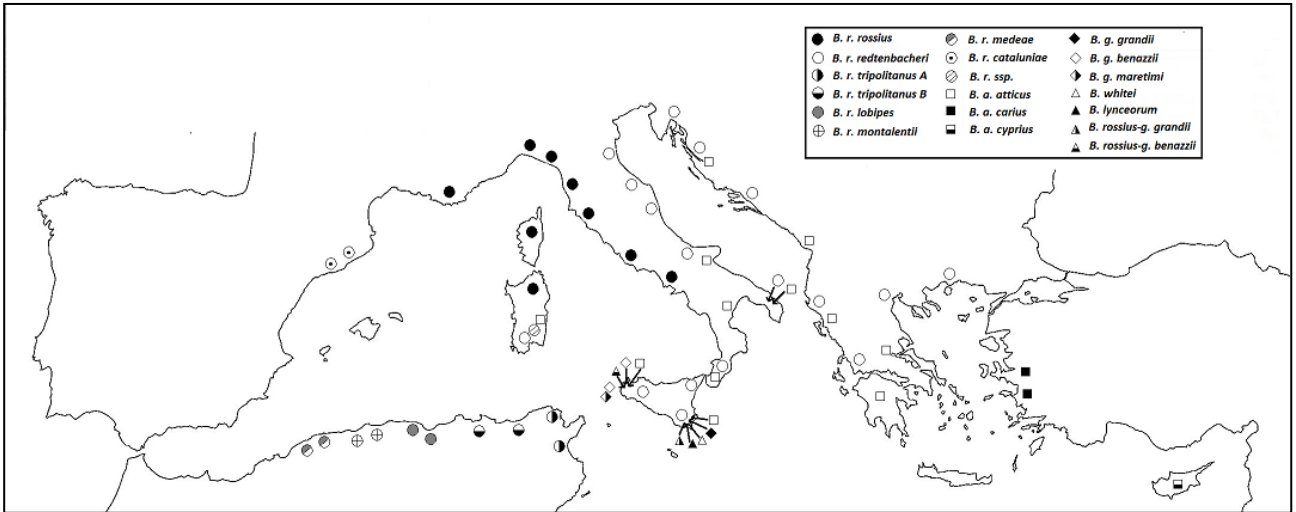 B. r. rossius
B. r. redtenbacheri
B. r. tripolitanus A
B. r. tripolitanus B
B. r. lobipes
B. r. montalentii
B. r. medeae
B. r. cataluniae
B. r. ssp.
B. a. atticus
B. a. carius
B. a. cyprius
B. g. grandii
B. g. benazzii
B. g. maretimi
B. whitei
B. lynceorum
B. rossius-g. grandii
B. rossius-g. benazzii